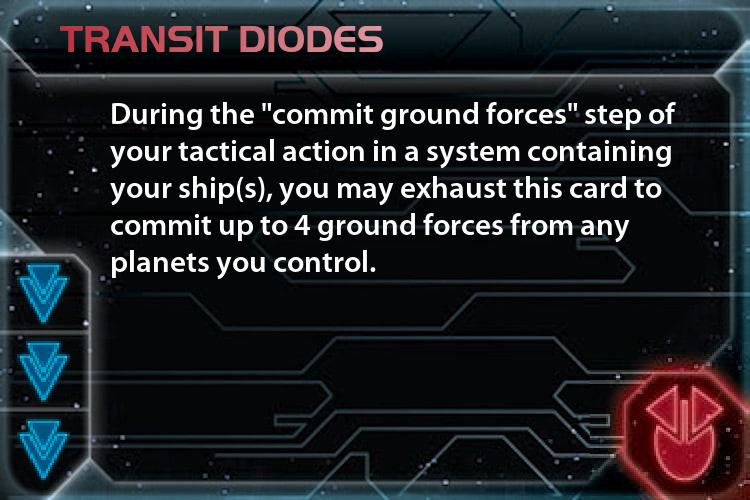 TRANSIT DIODES
During the "commit ground forces" step of
your tactical action in a system containing
your ship(s), you may exhaust this card to
commit up to 4 ground forces from any
planets you control.